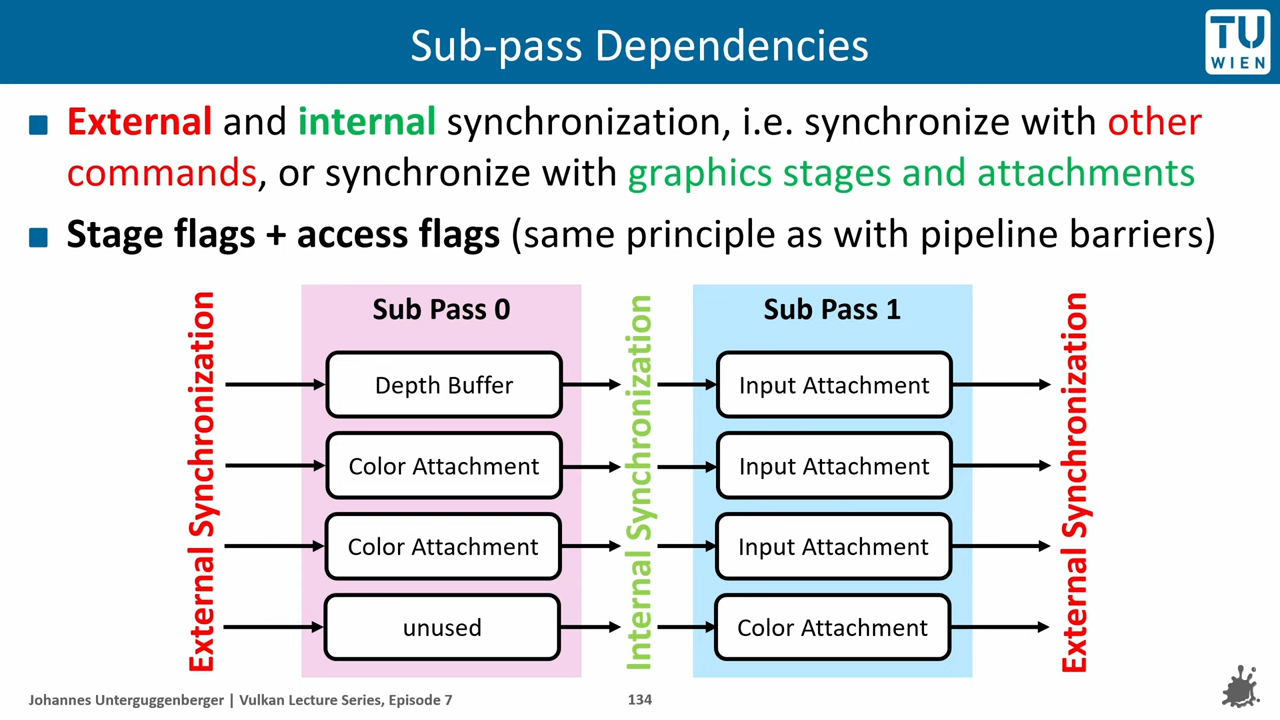 Sub-pass Dependencies
TU
WIEN
■ External and internal synchronization, i.e. synchronize with other
commands, or synchronize with graphics stages and attachments
■ Stage flags + access flags (same principle as with pipeline barriers)
External Synchronization
Sub Pass 0
Depth Buffer
Color Attachment
Color Attachment
unused
Internal Synchronization
Sub Pass 1
Input Attachment
Input Attachment
Input Attachment
Color Attachment
External Synchronization
Johannes Unterguggenberger | Vulkan Lecture Series, Episode 7
134